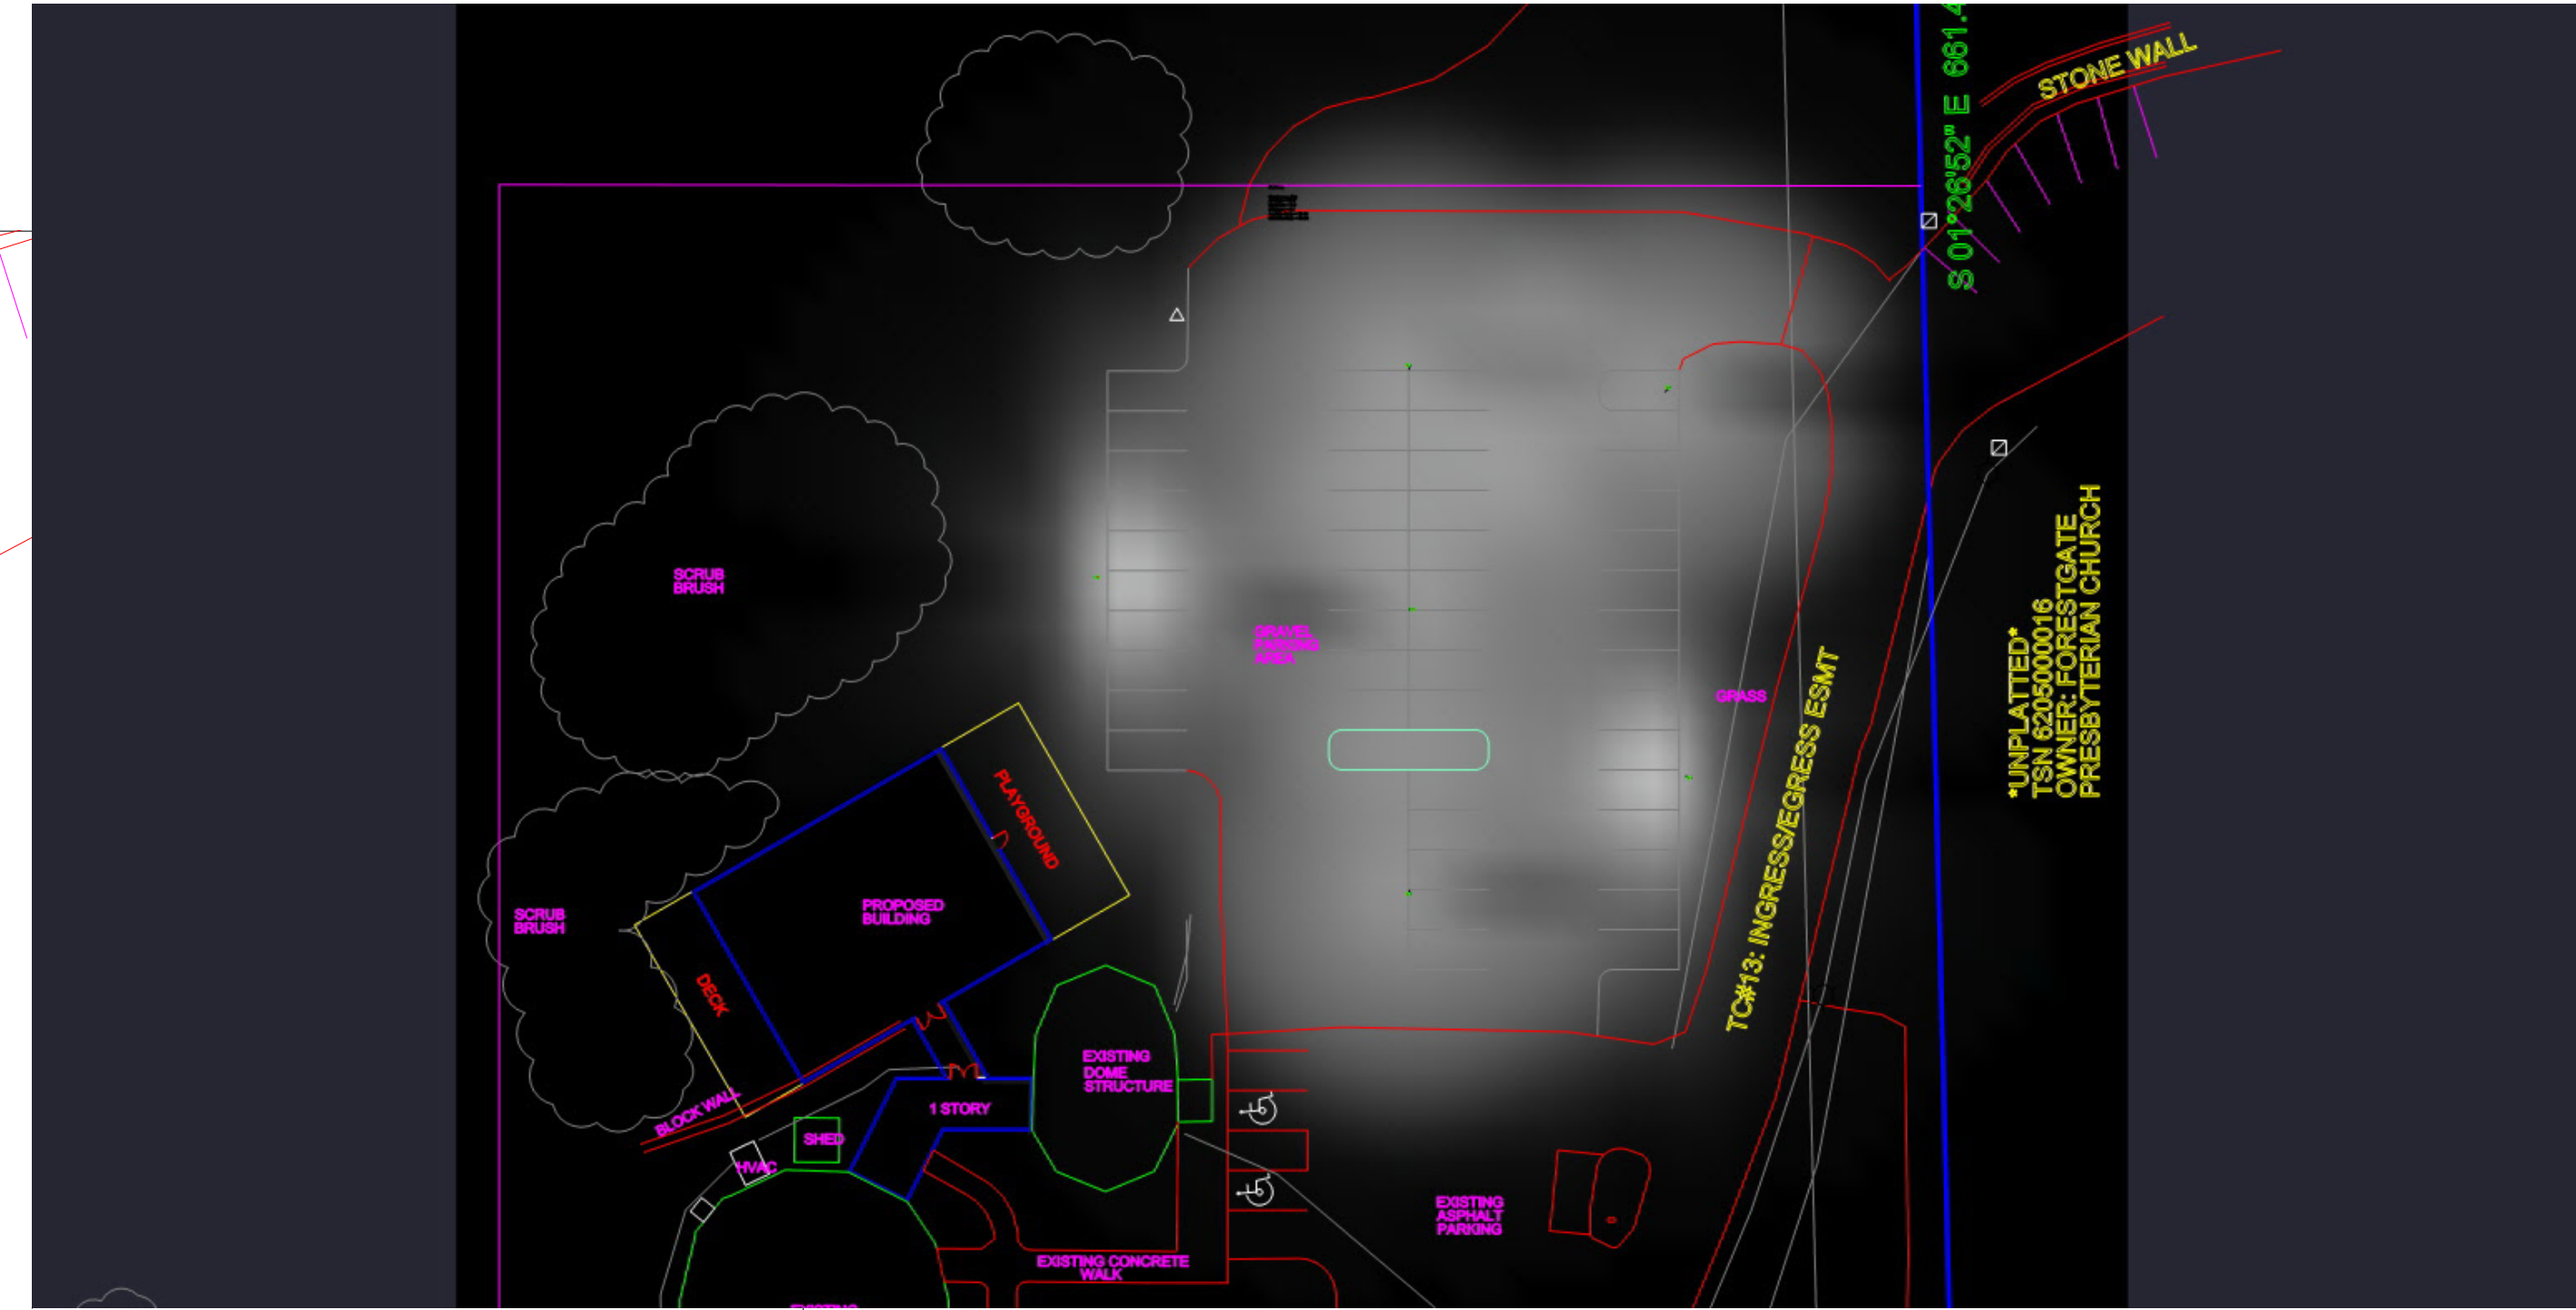 S 01°26'52" E 661.4
STONE WALL
SCRUB
BRUSH
GRAVEL
PARKING
AREA
GRASS
*UNPLATTED*
TSN 6205000016
OWNER: FORESTGATE
PRESBYTERIAN CHURCH
TC#13: INGRESS/EGRESS ESMT
PLAYGROUND
PROPOSED
BUILDING
SCRUB
BRUSH
DECK
EXISTING
DOME
STRUCTURE
1 STORY
BLOCK WALL
SHED
HVAC
EXISTING
ASPHALT
PARKING
EXISTING CONCRETE
WALK
EXISTING